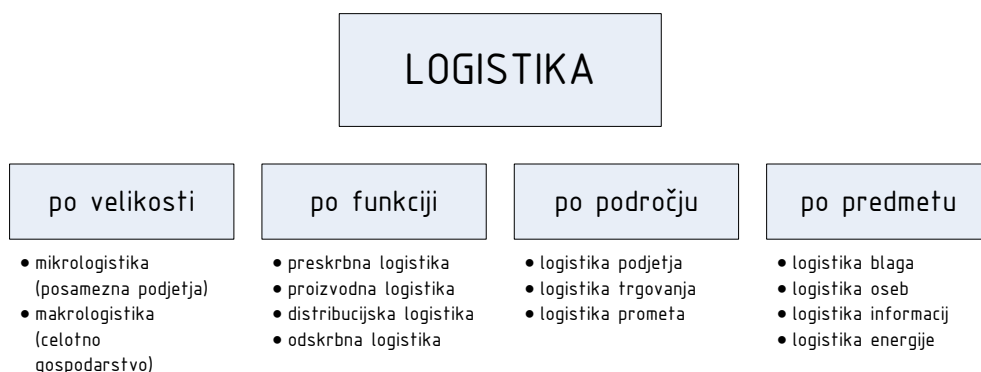 LOGISTIKA
po velikosti
• mikrologistika
(posamezna podjetja)
• makrologistika
(celotno
gospodarstvo)
po funkciji
• preskrbna logistika
• proizvodna logistika
• distribucijska logistika
• odskrbna logistika
po področju
• logistika podjetja
• logistika trgovanja
• logistika prometa
po predmetu
• logistika blaga
• logistika oseb
• logistika informacij
• logistika energije